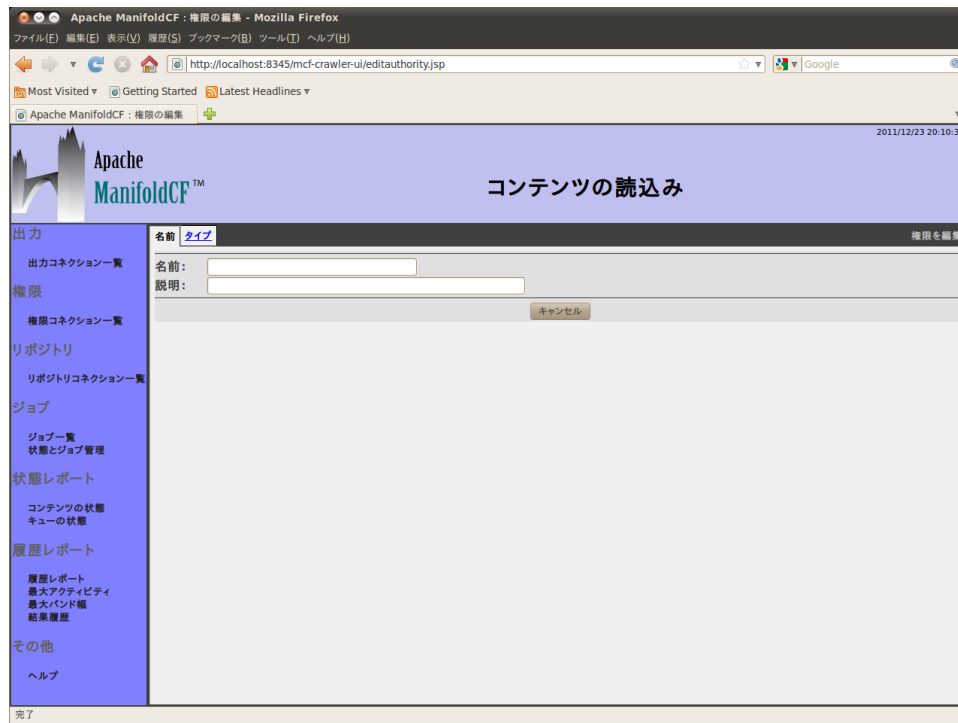 Apache ManifoldCF : 権限の編集 - Mozilla Firefox
ファイル(F) 編集(E) 表示(V) 履歴(S) ブックマーク(B) ツール(T) ヘルプ(H)
http://localhost:8345/mcf-crawler-ui/editauthority.jsp
Google
Most Visited Getting Started Latest Headlines
Apache ManifoldCF : 権限の編集
2011/12/23 20:10:3
Apache
ManifoldCF™
コンテンツの読込み
出力
出力コネクション一覧
権限
権限コネクション一覧
リポジトリ
リポジトリコネクション一覧
ジョブ
ジョブ一覧
状態とジョブ管理
状態レポート
コンテンツの状態
キューの状態
履歴レポート
履歴レポート
最大アクティビティ
最大バンド幅
結果履歴
その他
ヘルプ
名前 タイプ
権限を編集
名前:
説明:
キャンセル
完了